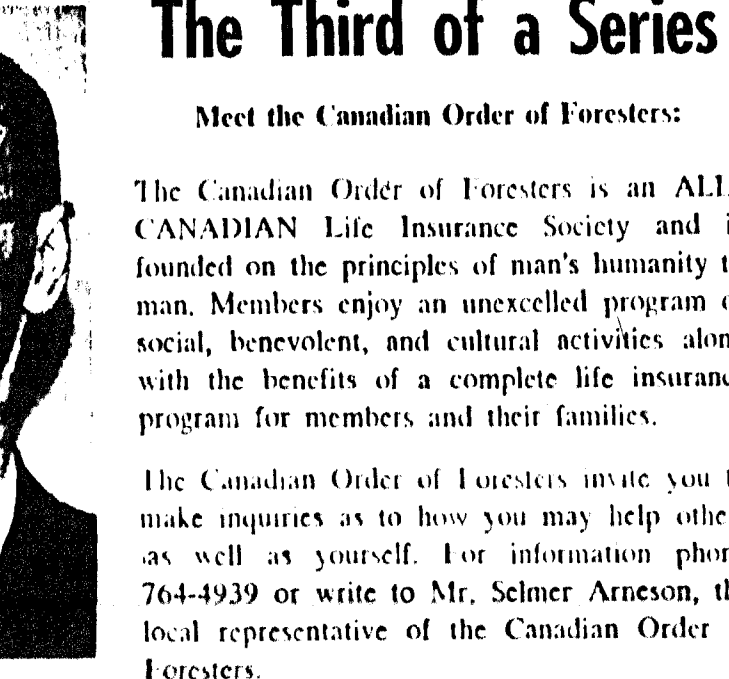 The Third of a Series
Meet the Canadian Order of Foresters:
The Canadian Order of Foresters is an ALL
CANADIAN Life Insurance Society and i
founded on the principles of man's humanity t
man. Members enjoy an unexcelled program o
social, benevolent, and cultural activities alon
with the benefits of a complete life insuranc
program for members and their families.
The Canadian Order of Foresters invite you t
make inquiries as to how you may help othe
as well as yourself. For information phon
764-4939 or write to Mr. Selmer Arneson, th
local representative of the Canadian Order
Foresters.